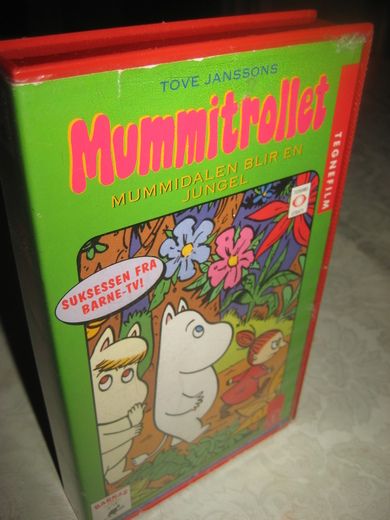 TOVE JANSSONS
Mummitrollet
MUMMIDALEN BLIR EN
JUNGEL
SUKSESSEN FRA
BARNE-TV!
TEGNEFILM